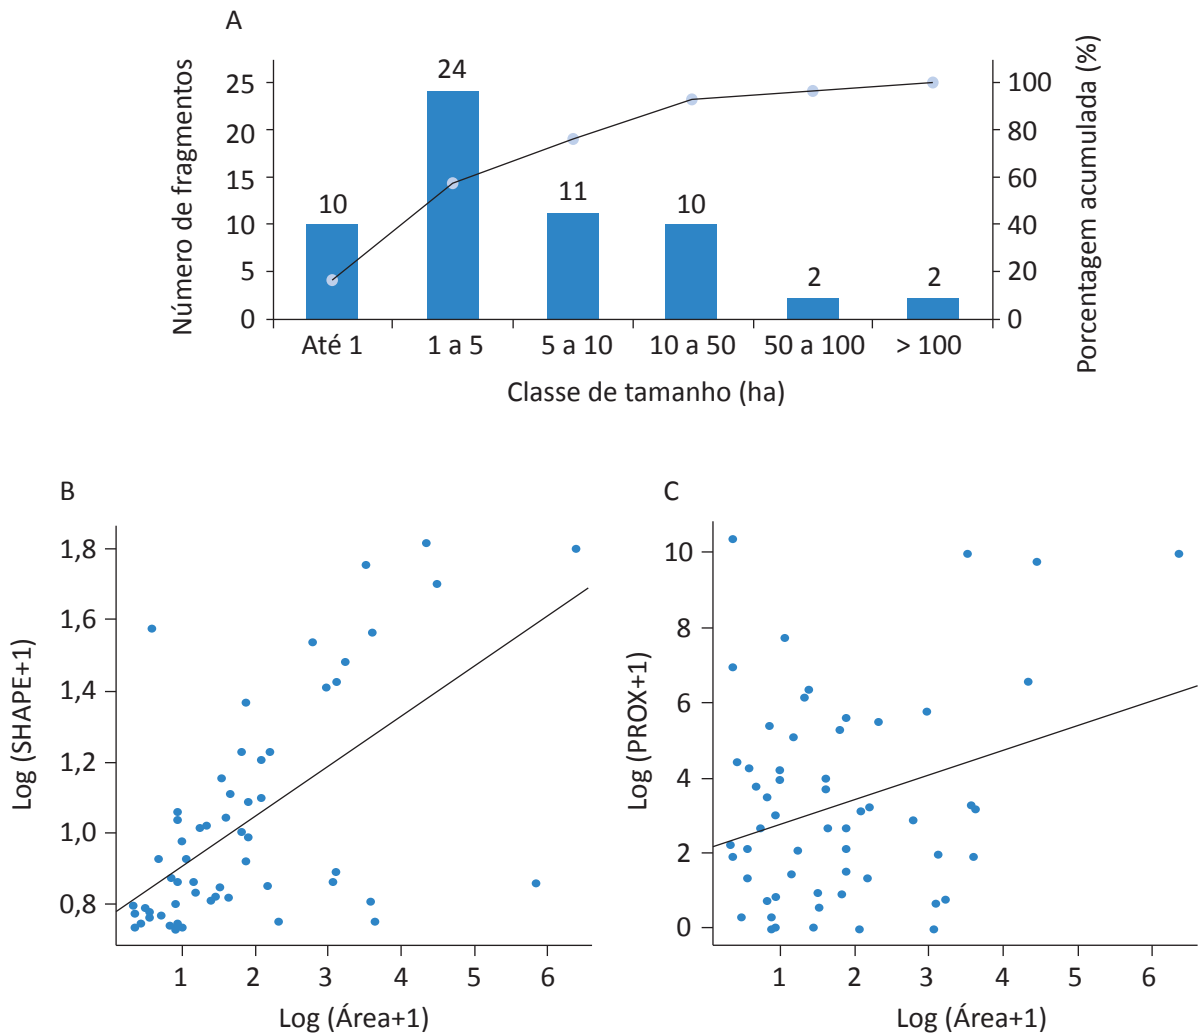 A
Número de fragmentos
25
20
15
10
5
0
10
24
11
10
2
2
100
80
60
40
20
0
Porcentagem acumulada (%)
Até 1
1 a 5
5 a 10
10 a 50
50 a 100
> 100
Classe de tamanho (ha)
B
Log (SHAPE+1)
1,8
1,6
1,4
1,2
1,0
0,8
1
2
3
4
5
6
Log (Área+1)
C
Log (PROX+1)
10
8
6
4
2
0
1
2
3
4
5
6
Log (Área+1)